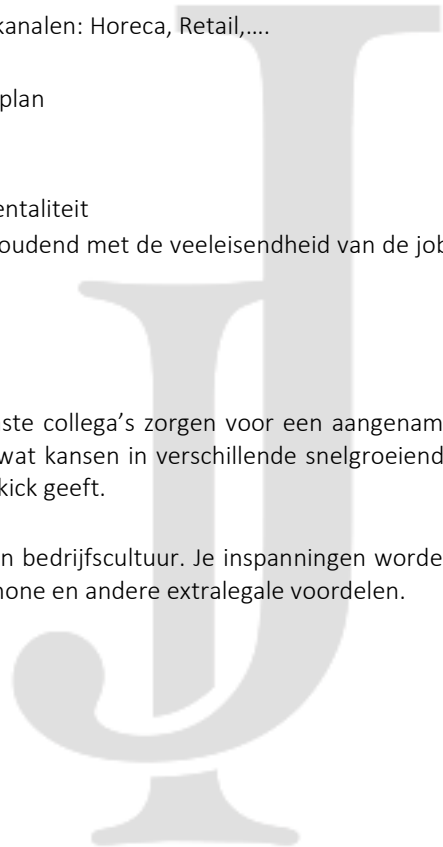 kanalen: Horeca, Retail,....
plan
entaliteit
oudend met de veeleisendheid van de job
ste collega's zorgen voor een aangenam
wat kansen in verschillende snelgroeiend
kick geeft.
n bedrijfscultuur. Je inspanningen worde
hone en andere extralegale voordelen.